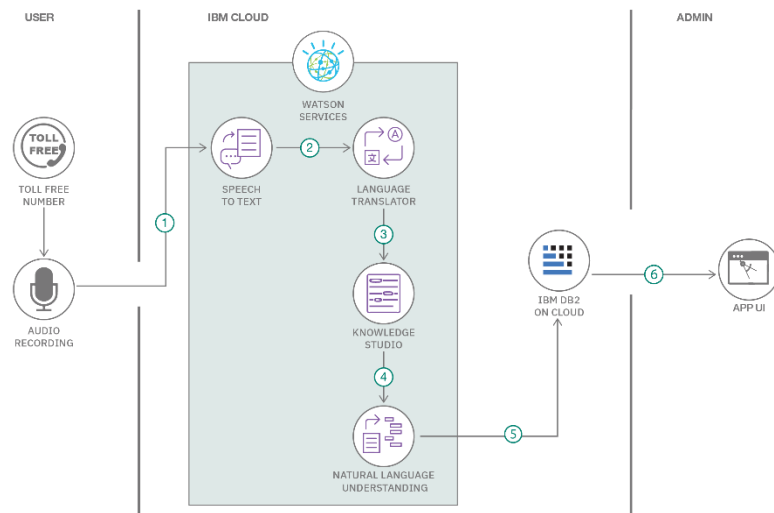 USER
IBM CLOUD
ADMIN
WATSON
SERVICES
TOLL
FREE
TOLL FREE
NUMBER
1
SPEECH
TO TEXT
2
A
文
LANGUAGE
TRANSLATOR
3
AUDIO
RECORDING
KNOWLEDGE
STUDIO
4
NATURAL LANGUAGE
UNDERSTANDING
5
IBM DB2
ON CLOUD
6
APP UI